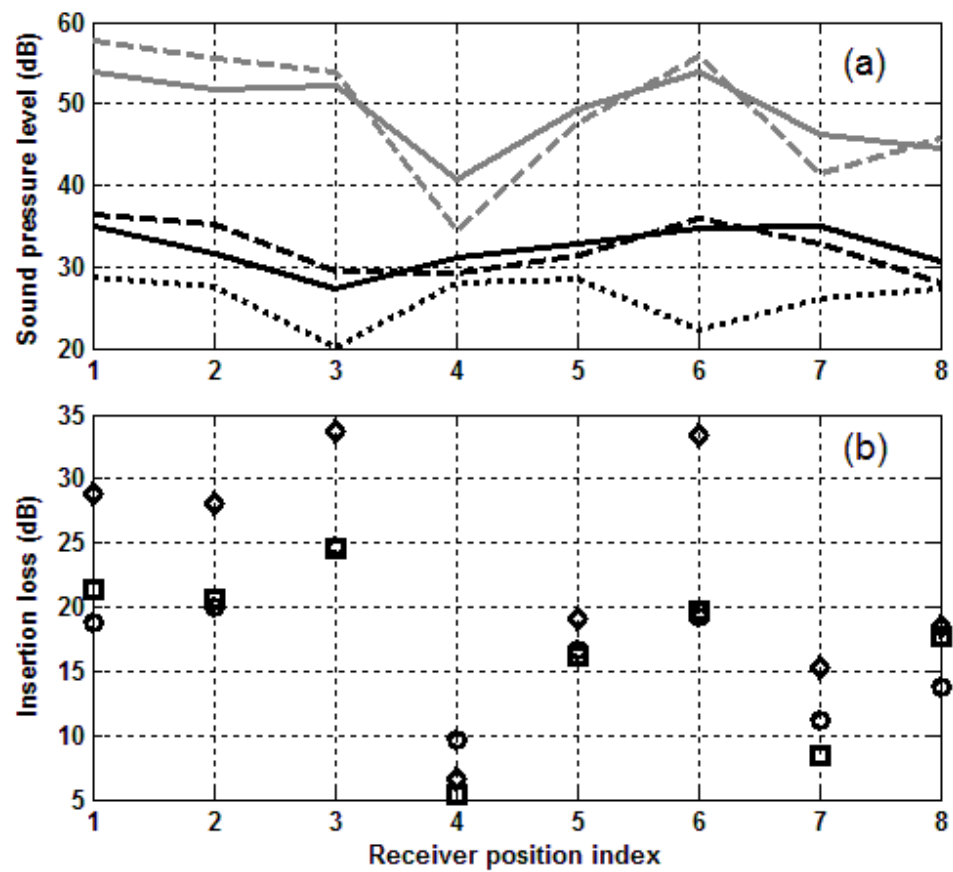 60
50
40
30
20
Sound pressure level (dB)
(a)
1 2 3 4 5 6 7 8
35
30
25
20
15
10
5
Insertion loss (dB)
(b)
1 2 3 4 5 6 7 8
Receiver position index